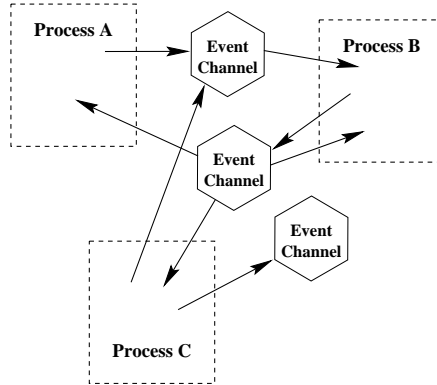 Process A
Event
Channel
Process B
Event
Channel
Event
Channel
Process C